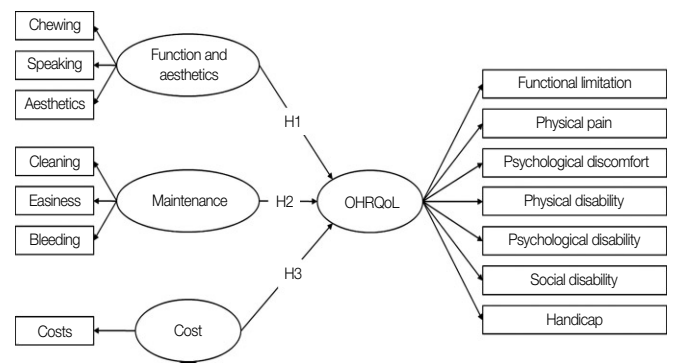 Chewing
Speaking
Aesthetics
Function and
aesthetics
H1
Cleaning
Easiness
Bleeding
Maintenance
H2
OHRQoL
H3
Costs
Cost
Functional limitation
Physical pain
Psychological discomfort
Physical disability
Psychological disability
Social disability
Handicap